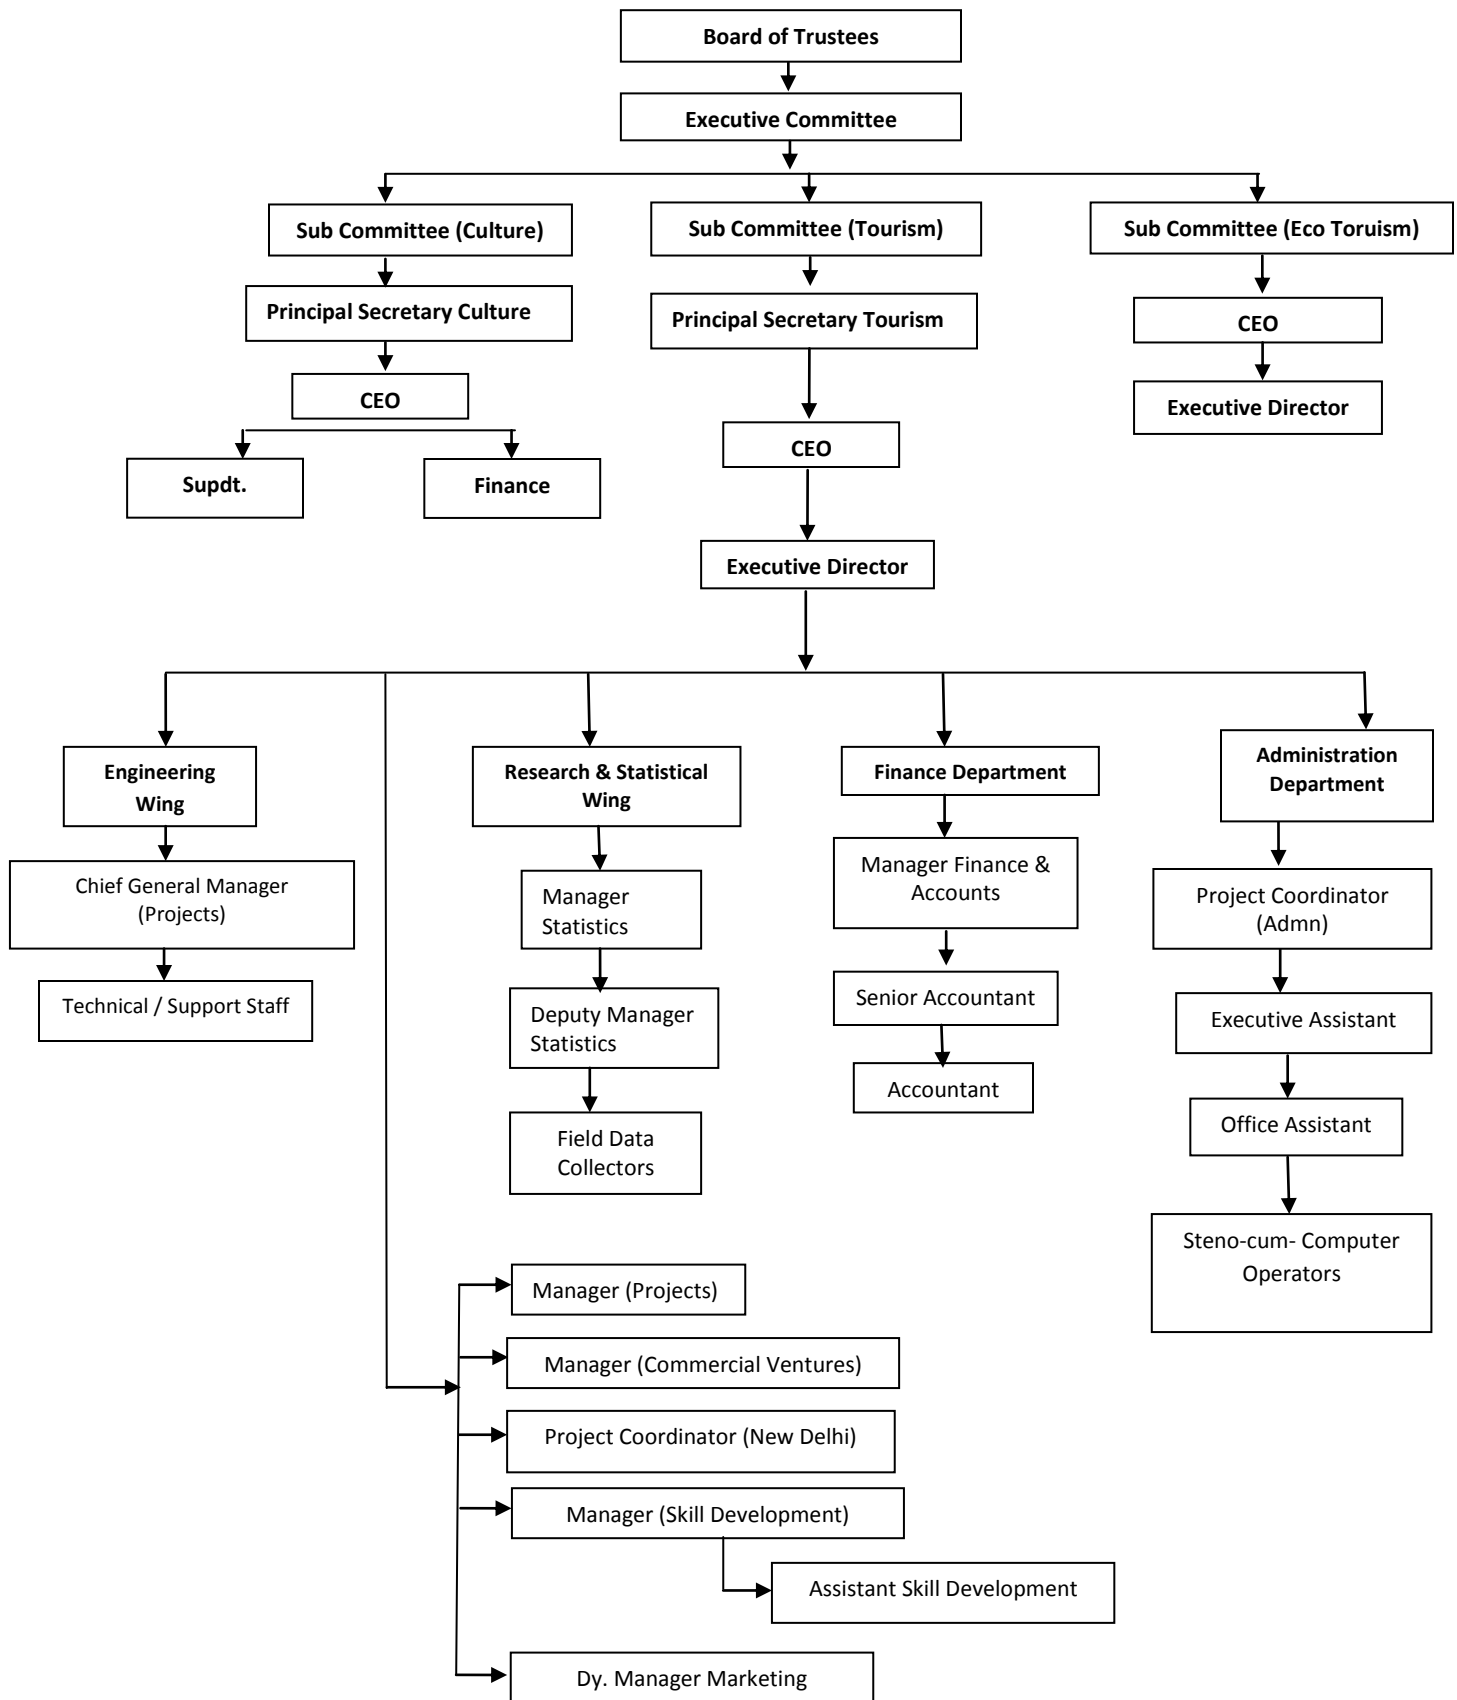 Board of Trustees
Executive Committee
Sub Committee (Culture)
Sub Committee (Tourism)
Sub Committee (Eco Toruism)
Principal Secretary Culture
Principal Secretary Tourism
CEO
Executive Director
CEO
CEO
Supdt.
Finance
Executive Director
Engineering
Wing
Research & Statistical
Wing
Finance Department
Administration
Department
Chief General Manager
(Projects)
Technical / Support Staff
Manager
Statistics
Deputy Manager
Statistics
Field Data
Collectors
Manager Finance &
Accounts
Senior Accountant
Accountant
Project Coordinator
(Admn)
Executive Assistant
Office Assistant
Steno-cum- Computer
Operators
Manager (Projects)
Manager (Commercial Ventures)
Project Coordinator (New Delhi)
Manager (Skill Development)
Assistant Skill Development
Dy. Manager Marketing